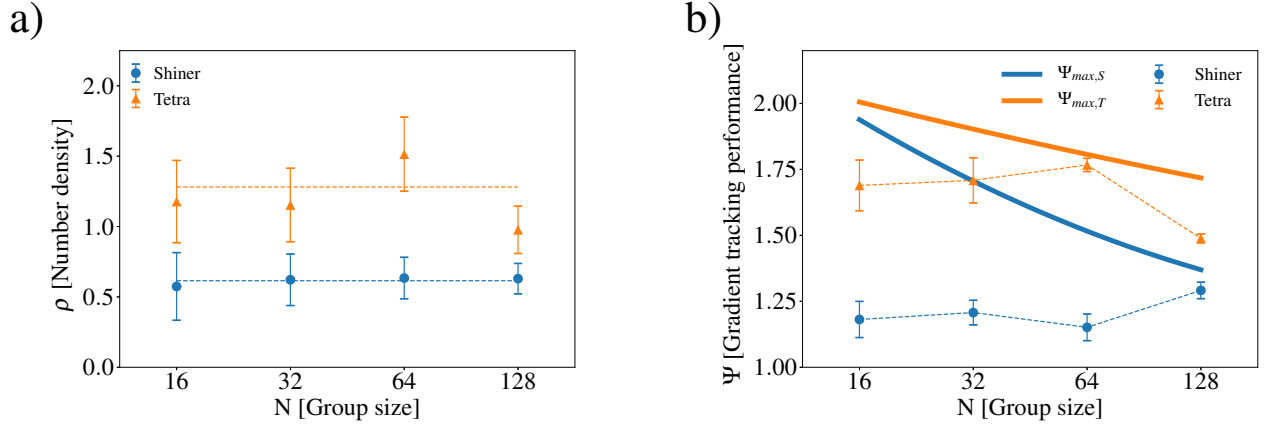 a)
ρ [Number density]
2.0
1.5
1.0
0.5
0.0
Shiner
Tetra
16 32 64 128
N [Group size]
b)
Ψ [Gradient tracking performance]
2.00
1.75
1.50
1.25
1.00
Ψmax,S
Ψmax,T
Shiner
Tetra
16 32 64 128
N [Group size]